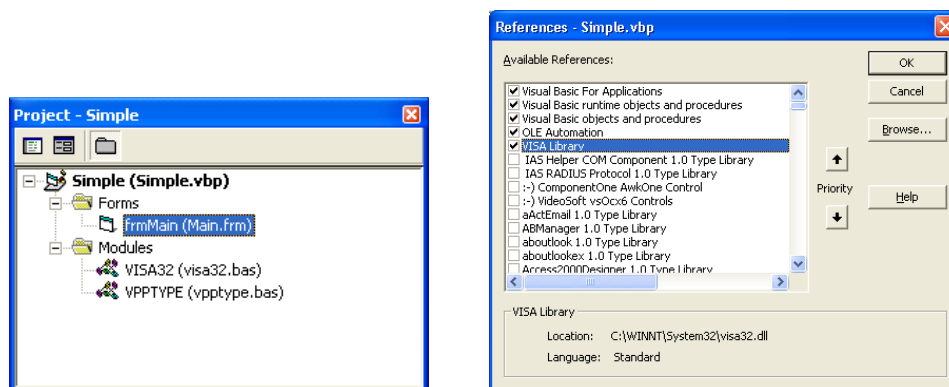 Project - Simple
Simple (Simple.vbp)
Forms
frmMain (Main.frm)
Modules
VISA32 (visa32.bas)
VPPTYPE (vpptype.bas)
References - Simple.vbp
Available References:
Visual Basic For Applications
Visual Basic runtime objects and procedures
Visual Basic objects and procedures
OLE Automation
VISA Library
IAS Helper COM Component 1.0 Type Library
IAS RADIUS Protocol 1.0 Type Library
:-) ComponentOne AwkOne Control
:-) VideoSoft vsOcx6 Controls
aActEmail 1.0 Type Library
ABManager 1.0 Type Library
aboutlook 1.0 Type Library
aboutlookex 1.0 Type Library
Access2000Designer 1.0 Type Library
Priority
OK
Cancel
Browse...
Help
VISA Library
Location: C:\WINNT\System32\visa32.dll
Language: Standard